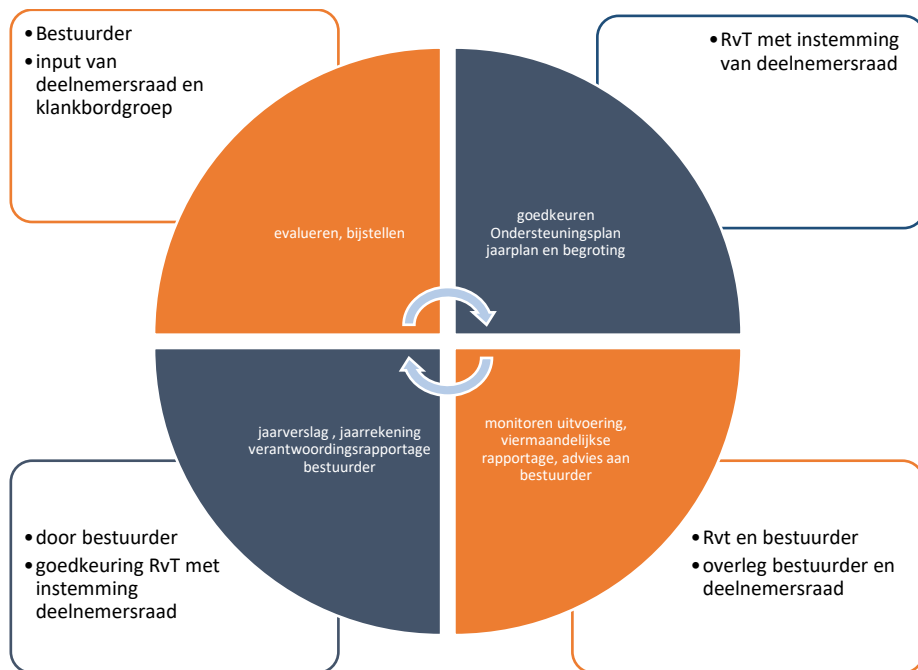 •Bestuurder
•input van
deelnemersraad en
klankbordgroep
•RvT met instemming
van deelnemersraad
evalueren, bijstellen
goedkeuren
Ondersteuningsplan
jaarplan en begroting
jaarverslag , jaarrekening
verantwoordingsrapportage
bestuurder
monitoren uitvoering,
viermaandelijkse
rapportage, advies aan
bestuurder
•door bestuurder
•goedkeuring RvT met
instemming
deelnemersraad
•Rvt en bestuurder
•overleg bestuurder en
deelnemersraad